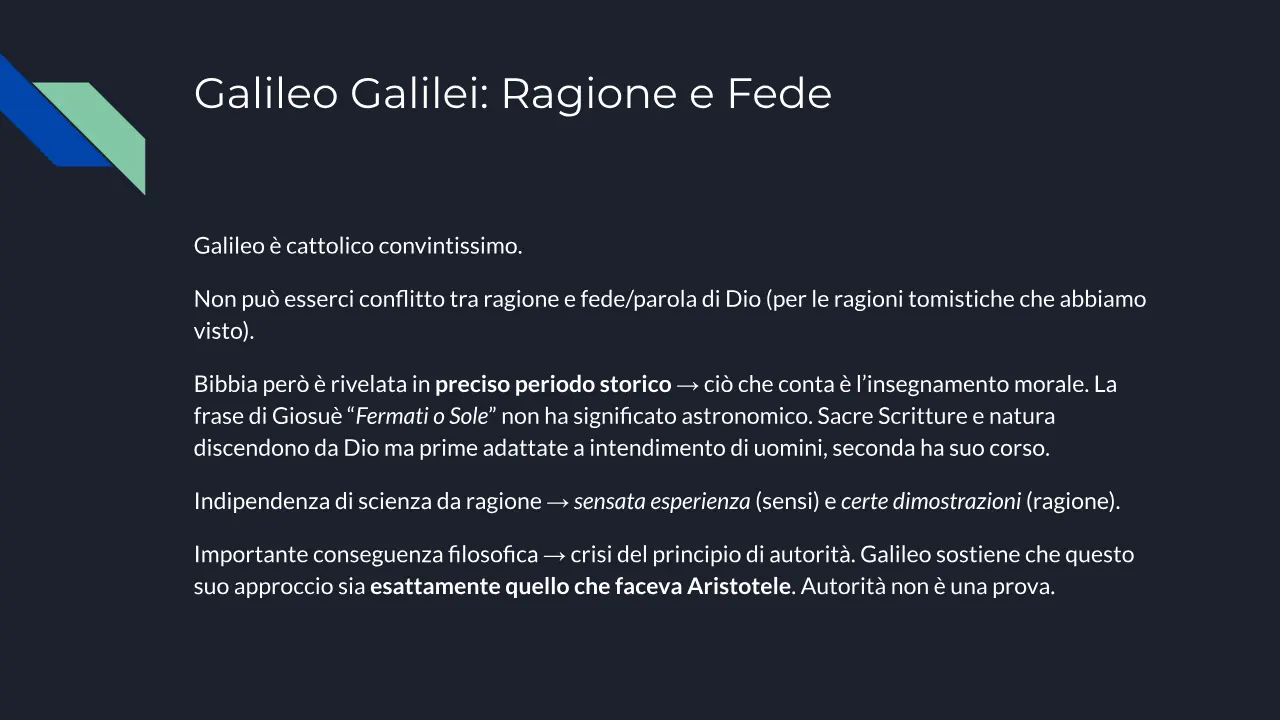 Galileo Galilei: Ragione e Fede
Galileo è cattolico convintissimo.
Non può esserci conflitto tra ragione e fede/parola di Dio (per le ragioni tomistiche che abbiamo
visto).
Bibbia però è rivelata in preciso periodo storico → ciò che conta è l’insegnamento morale. La
frase di Giosuè “Fermati o Sole” non ha significato astronomico. Sacre Scritture e natura
discendono da Dio ma prime adattate a intendimento di uomini, seconda ha suo corso.
Indipendenza di scienza da ragione → sensata esperienza (sensi) e certe dimostrazioni (ragione).
Importante conseguenza filosofica → crisi del principio di autorità. Galileo sostiene che questo
suo approccio sia esattamente quello che faceva Aristotele. Autorità non è una prova.